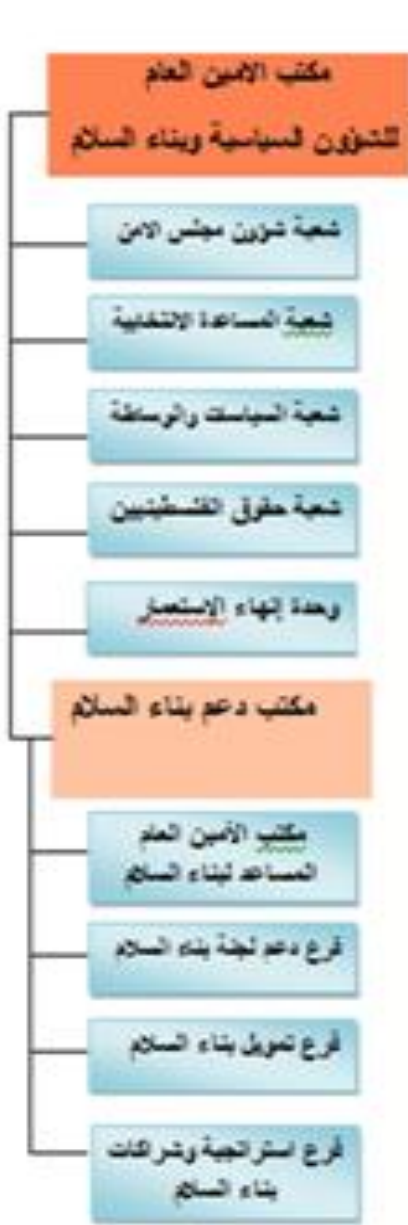 مكتب الامين العام
للشؤون السياسية وبناء السلام
شعبة شؤون مجلس الامن
شعبة المساعدة الانتخابية
شعبة السياسات والوساطة
شعبة حقوق الفلسطينيين
وحدة إنهاء الاستعمار
مكتب دعم بناء السلام
مكتب الأمين العام
المساعد لبناء السلام
فرع دعم لجنة بناء السلام
فرع تمويل بناء السلام
فرع استراتيجية وشراكات
بناء السلام